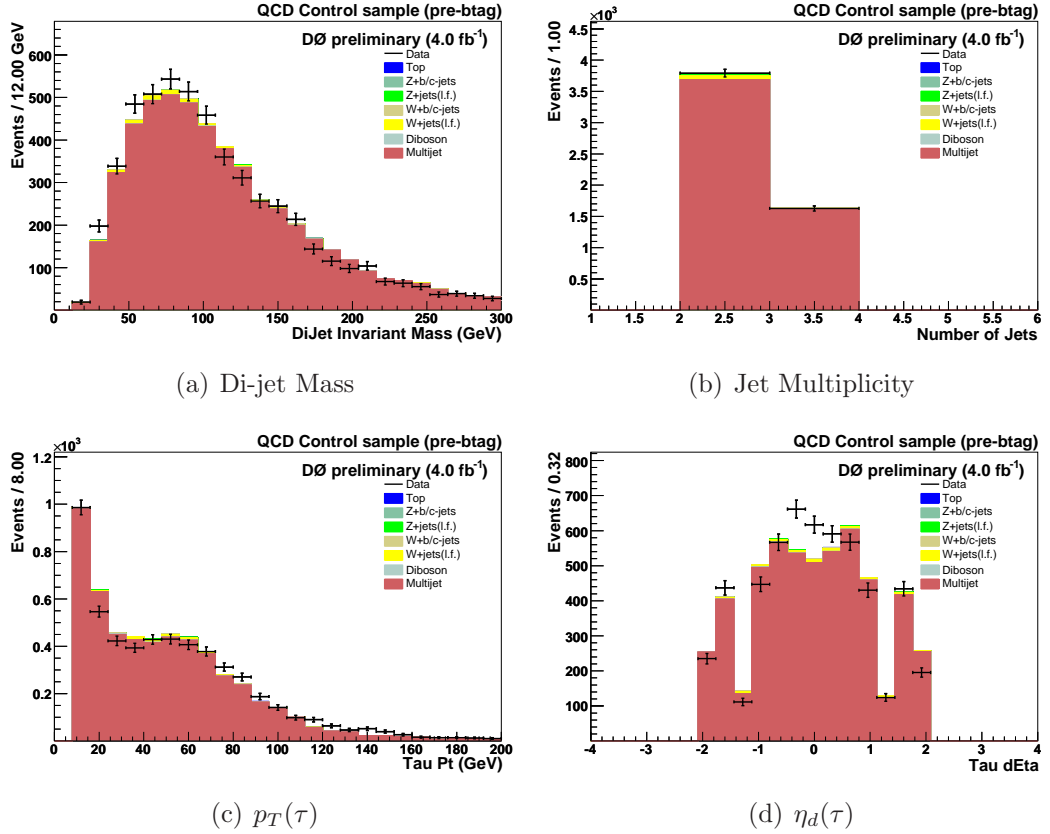 QCD Control sample (pre-btag)
Events / 12.00 GeV
DØ preliminary (4.0 fb-1)
Data
Top
Z+b/c-jets
Z+jets(l.f.)
W+b/c-jets
W+jets(l.f.)
Diboson
Multijet
600
500
400
300
200
100
0 50 100 150 200 250 300
DiJet Invariant Mass (GeV)
(a) Di-jet Mass
QCD Control sample (pre-btag)
×10³
Events / 1.00
DØ preliminary (4.0 fb-1)
Data
Top
Z+b/c-jets
Z+jets(l.f.)
W+b/c-jets
W+jets(l.f.)
Diboson
Multijet
4.5
4
3.5
3
2.5
2
1.5
1
0.5
1 1.5 2 2.5 3 3.5 4 4.5 5 5.5 6
Number of Jets
(b) Jet Multiplicity
QCD Control sample (pre-btag)
×10³
Events / 8.00
DØ preliminary (4.0 fb-1)
Data
Top
Z+b/c-jets
Z+jets(l.f.)
W+b/c-jets
W+jets(l.f.)
Diboson
Multijet
1.2
1
0.8
0.6
0.4
0.2
0 20 40 60 80 100 120 140 160 180 200
Tau Pt (GeV)
(c) pT(τ)
QCD Control sample (pre-btag)
Events / 0.32
DØ preliminary (4.0 fb-1)
Data
Top
Z+b/c-jets
Z+jets(l.f.)
W+b/c-jets
W+jets(l.f.)
Diboson
Multijet
800
700
600
500
400
300
200
100
0
-4 -3 -2 -1 0 1 2 3 4
Tau dEta
(d) ηd(τ)